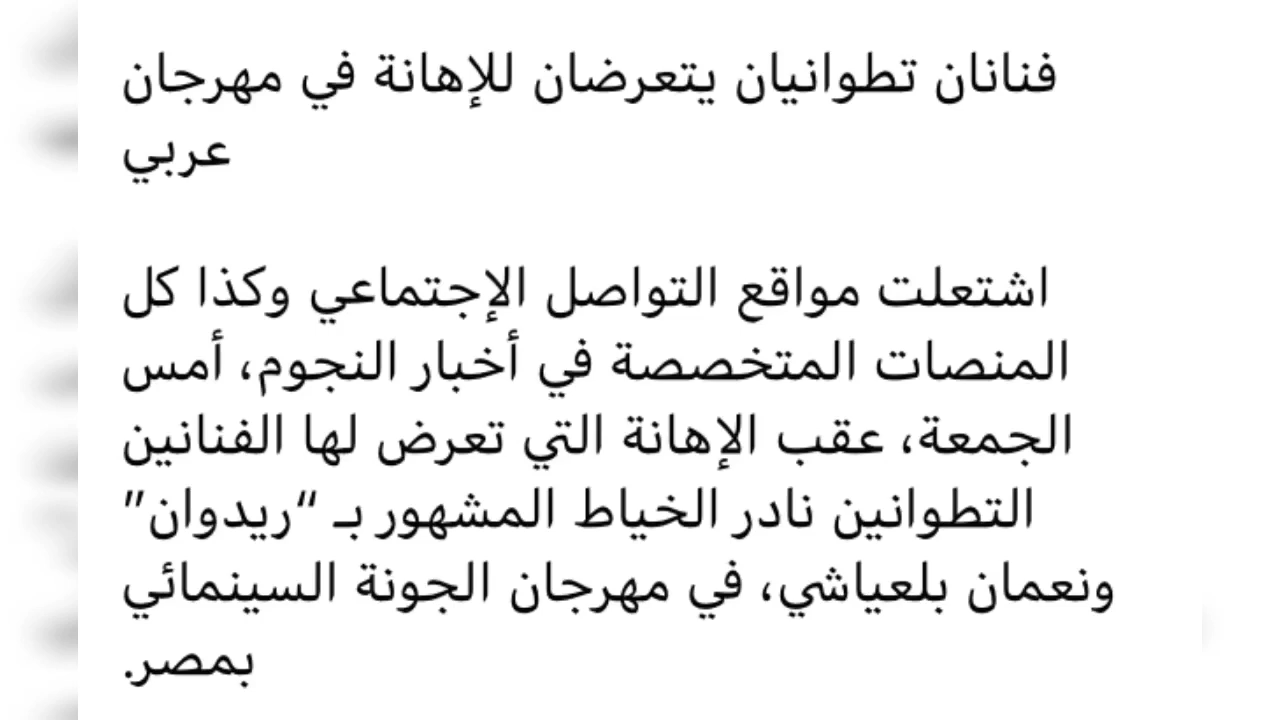 فنانان تطوانيان يتعرضان للإهانة في مهرجان
عربي
اشتعلت مواقع التواصل الإجتماعي وكذا كل
المنصات المتخصصة في أخبار النجوم، أمس
الجمعة، عقب الإهانة التي تعرض لها الفنانين
التطوانين نادر الخياط المشهور بـ “ريدوان”
ونعمان بلعياشي، في مهرجان الجونة السينمائي
بمصر.